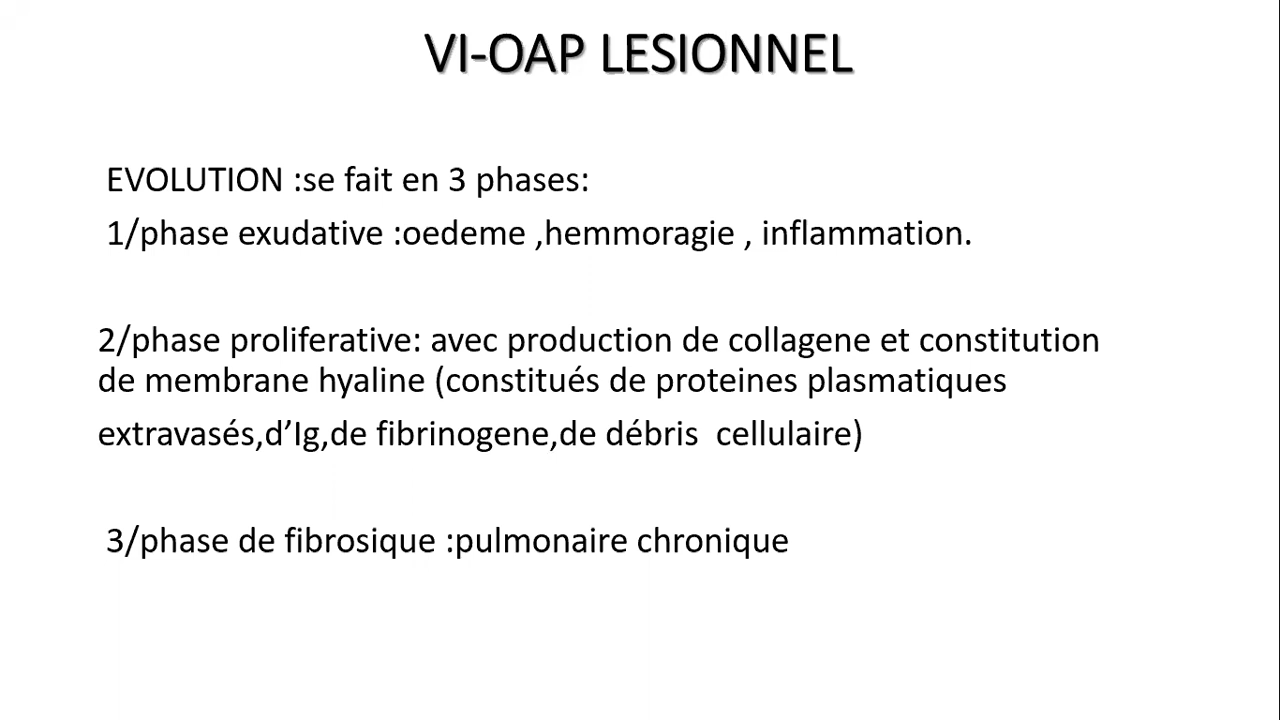 VI-OAP LESIONNEL
EVOLUTION :se fait en 3 phases:
1/phase exudative :oedeme ,hemmoragie , inflammation.
2/phase proliferative: avec production de collagene et constitution
de membrane hyaline (constitués de proteines plasmatiques
extravasés,d’Ig,de fibrinogene,de débris  cellulaire)
3/phase de fibrosique :pulmonaire chronique